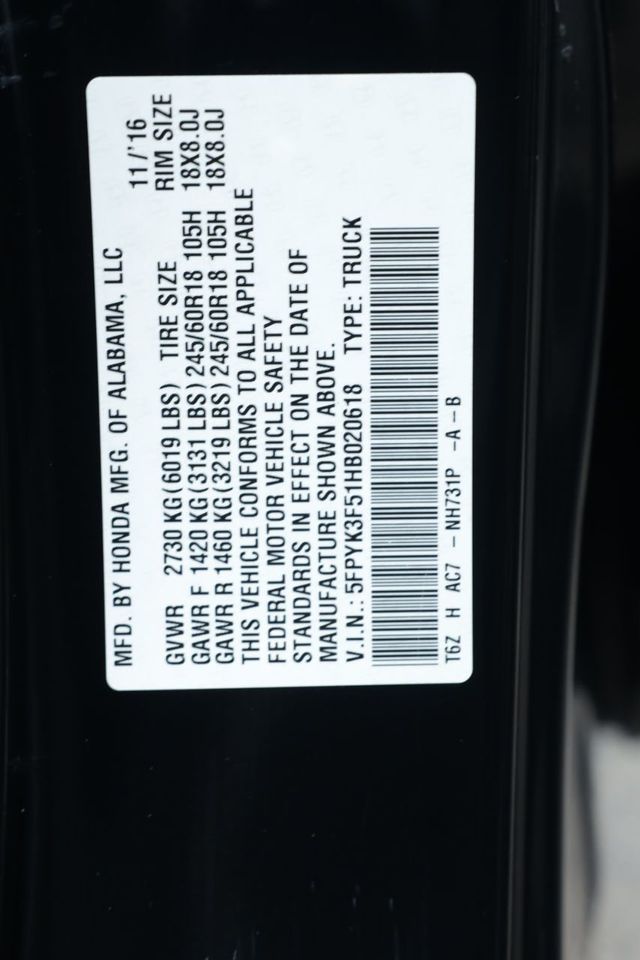 MFD. BY HONDA MFG. OF ALABAMA, LLC 11/'16
GVWR 2730 KG(6019 LBS) TIRE SIZE RIM SIZE
GAWR F 1420 KG(3131 LBS)245/60R18 105H 18X8.0J
GAWR R 1460 KG(3219 LBS)245/60R18 105H 18X8.0J
THIS VEHICLE CONFORMS TO ALL APPLICABLE
FEDERAL MOTOR VEHICLE SAFETY
STANDARDS IN EFFECT ON THE DATE OF
MANUFACTURE SHOWN ABOVE.
V.I.N.: 5FPYK3F51HB020618 TYPE: TRUCK
T6Z H AC7 - NH731P -A-B